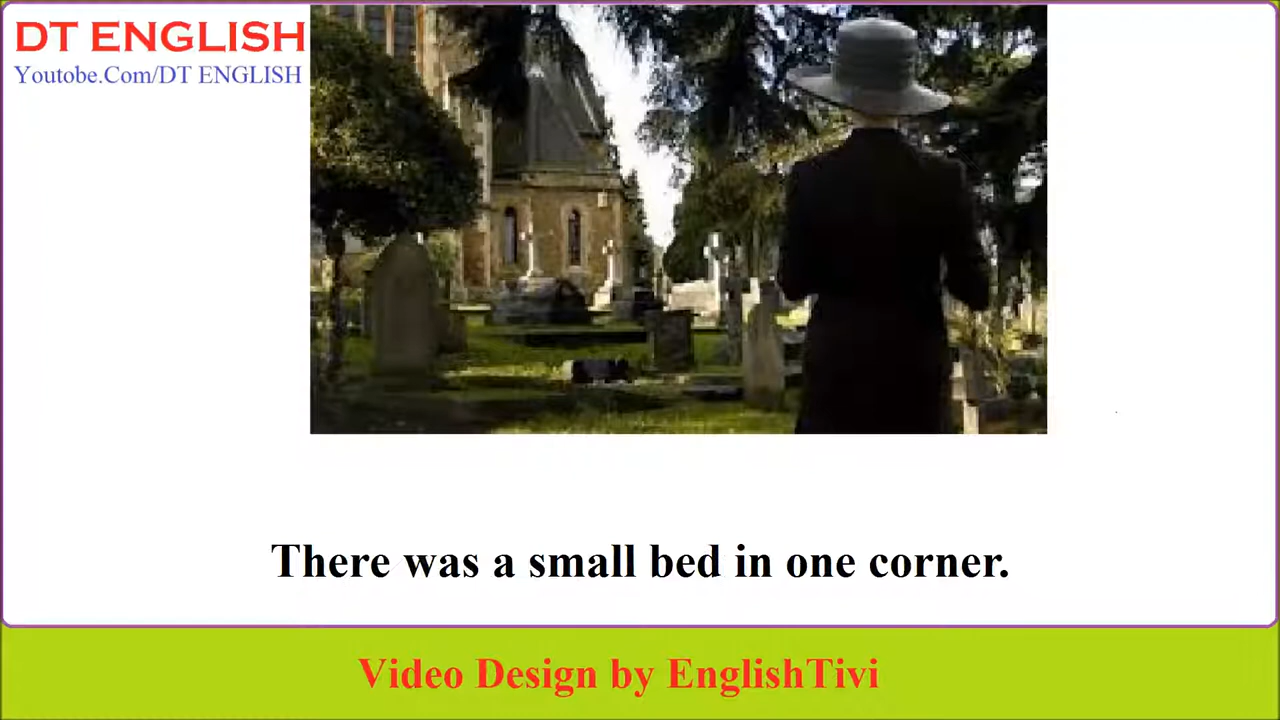 DT ENGLISH
Youtobe.Com/DT ENGLISH
There was a small bed in one corner.
Video Design by EnglishTivi